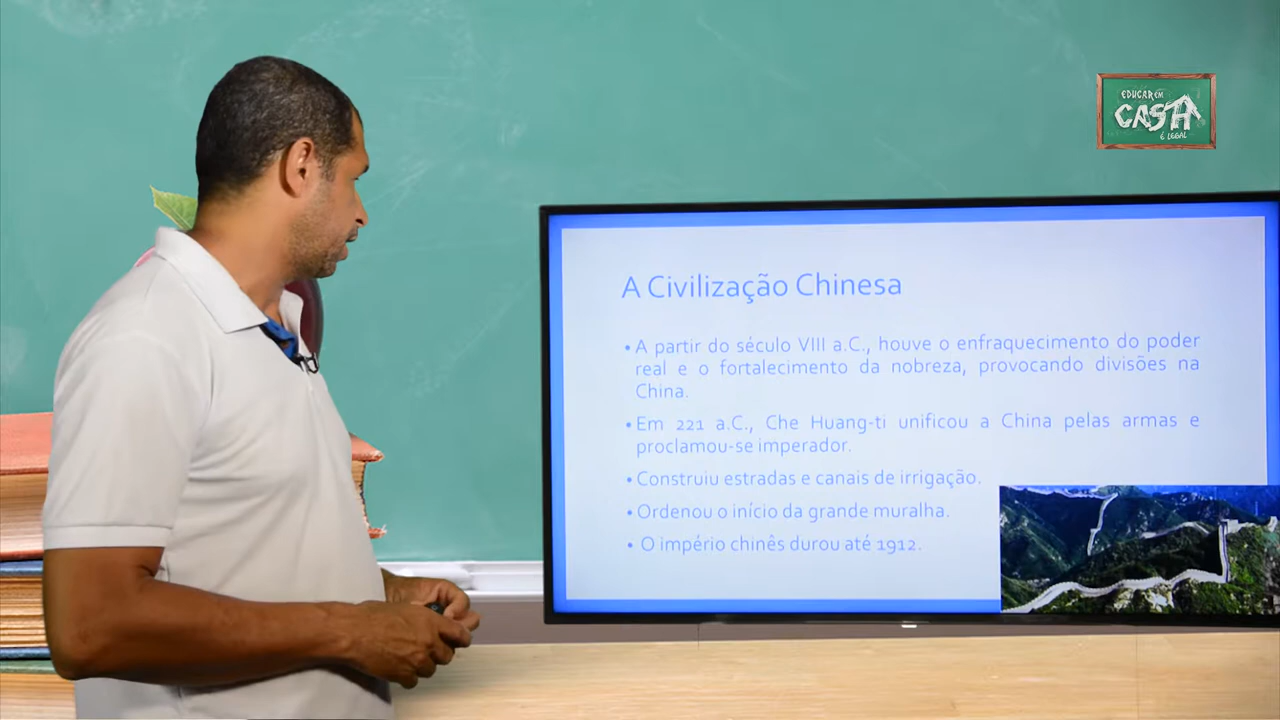 EDUCAR EM
CASA
É LEGAL
A Civilização Chinesa
• A partir do século VIII a.C., houve o enfraquecimento do poder
real e o fortalecimento da nobreza, provocando divisões na
China.
• Em 221 a.C., Che Huang-ti unificou a China pelas armas e
proclamou-se imperador.
• Construiu estradas e canais de irrigação.
• Ordenou o início da grande muralha.
• O império chinês durou até 1912.